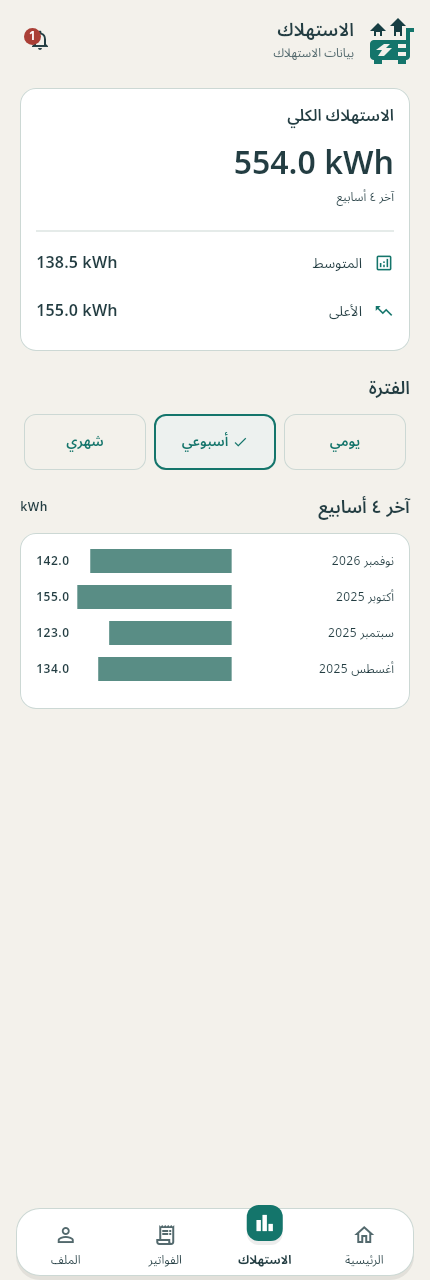 الاستهلاك
بيانات الاستهلاك
1
الاستهلاك الكلي
554.0 kWh
آخر ٤ أسابيع
المتوسط 138.5 kWh
الأعلى 155.0 kWh
الفترة
يومي
أسبوعي
شهري
آخر ٤ أسابيع kWh
نوفمبر 2026 142.0
أكتوبر 2025 155.0
سبتمبر 2025 123.0
أغسطس 2025 134.0
الرئيسية
الاستهلاك
الفواتير
الملف